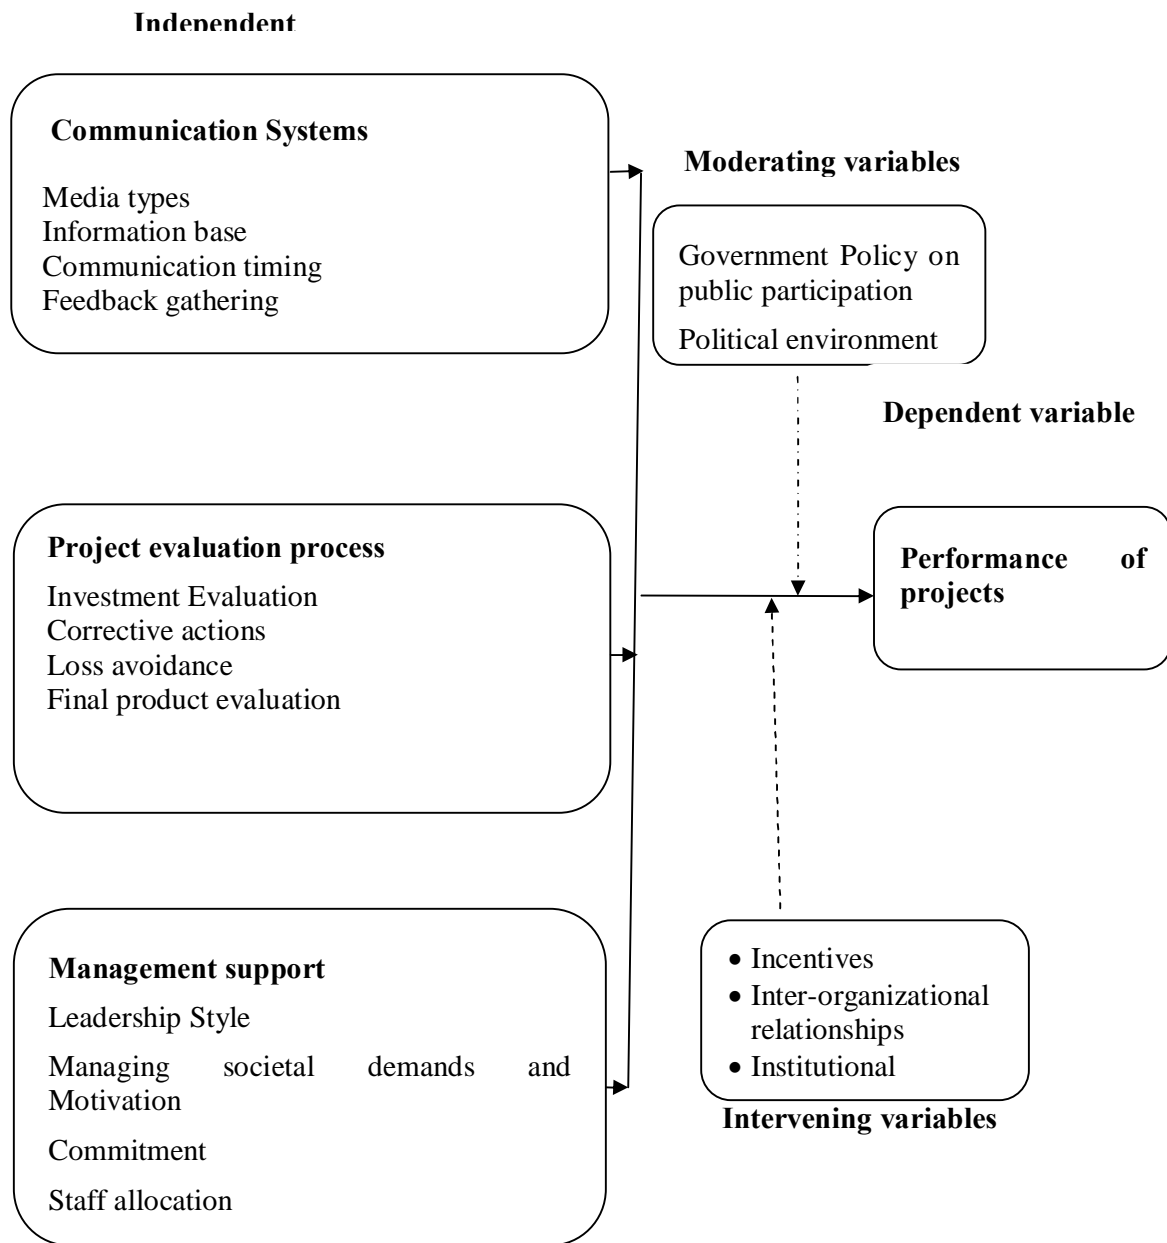 Independent
Communication Systems
Media types
Information base
Communication timing
Feedback gathering
Moderating variables
Government Policy on
public participation
Political environment
Dependent variable
Project evaluation process
Investment Evaluation
Corrective actions
Loss avoidance
Final product evaluation
Performance of
projects
Management support
Leadership Style
Managing societal demands and
Motivation
Commitment
Staff allocation
• Incentives
• Inter-organizational
relationships
• Institutional
Intervening variables